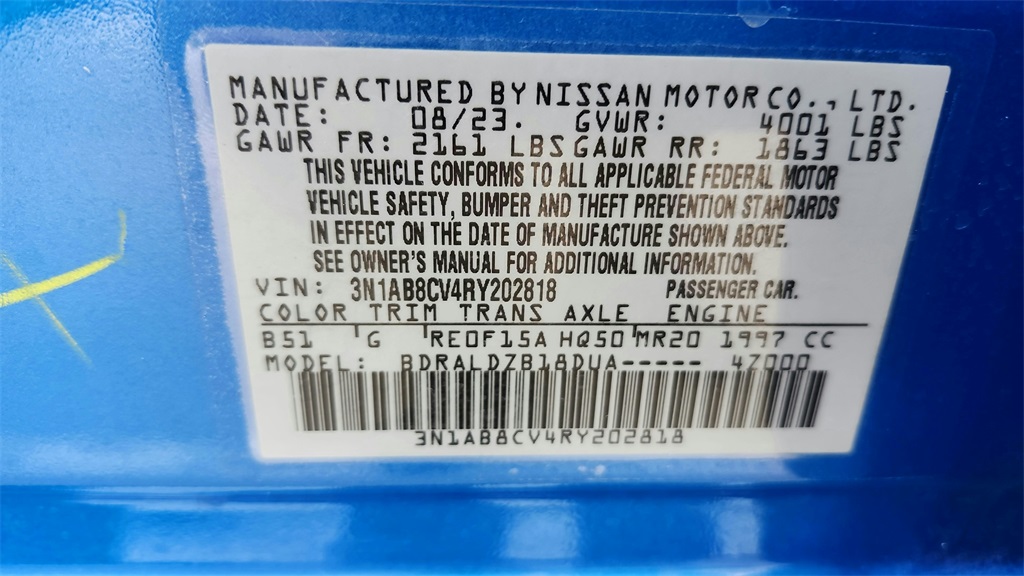 MANUFACTURED BY NISSAN MOTOR CO., LTD.
DATE: 08/23. GVWR: 4001 LBS
GAWR FR: 2161 LBS GAWR RR: 1863 LBS
THIS VEHICLE CONFORMS TO ALL APPLICABLE FEDERAL MOTOR
VEHICLE SAFETY, BUMPER AND THEFT PREVENTION STANDARDS
IN EFFECT ON THE DATE OF MANUFACTURE SHOWN ABOVE.
SEE OWNER'S MANUAL FOR ADDITIONAL INFORMATION.
VIN: 3N1AB8CV4RY202818 PASSENGER CAR.
COLOR TRIM TRANS AXLE ENGINE
B51 G RE0F15A HQ50 MR20 1997 CC
MODEL: BDRALDZB18DUA----- 4Z000
3N1AB8CV4RY202818